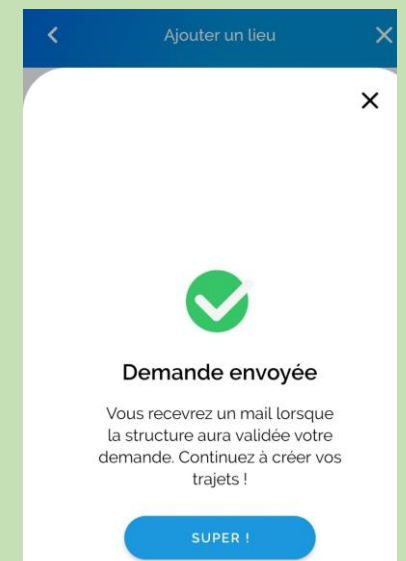 Ajouter un lieu
Demande envoyée
Vous recevrez un mail lorsque
la structure aura validée votre
demande. Continuez à créer vos
trajets !
SUPER !